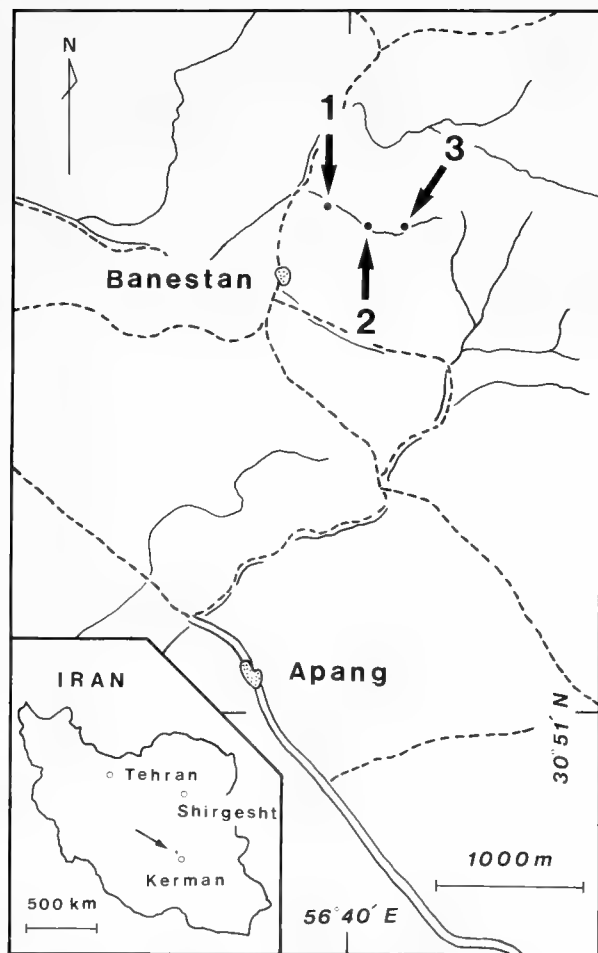 N
1
3
Banestan
2
Apang
IRAN
Tehran
Shirgesht
Kerman
500 km
30°51' N
1000 m
56°40' E